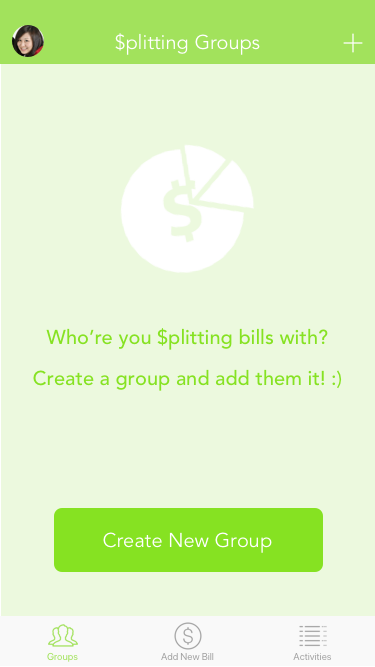 $plitting Groups
$
Who're you $plitting bills with?
Create a group and add them it! :)
Create New Group
Groups
$
Add New Bill
Activities